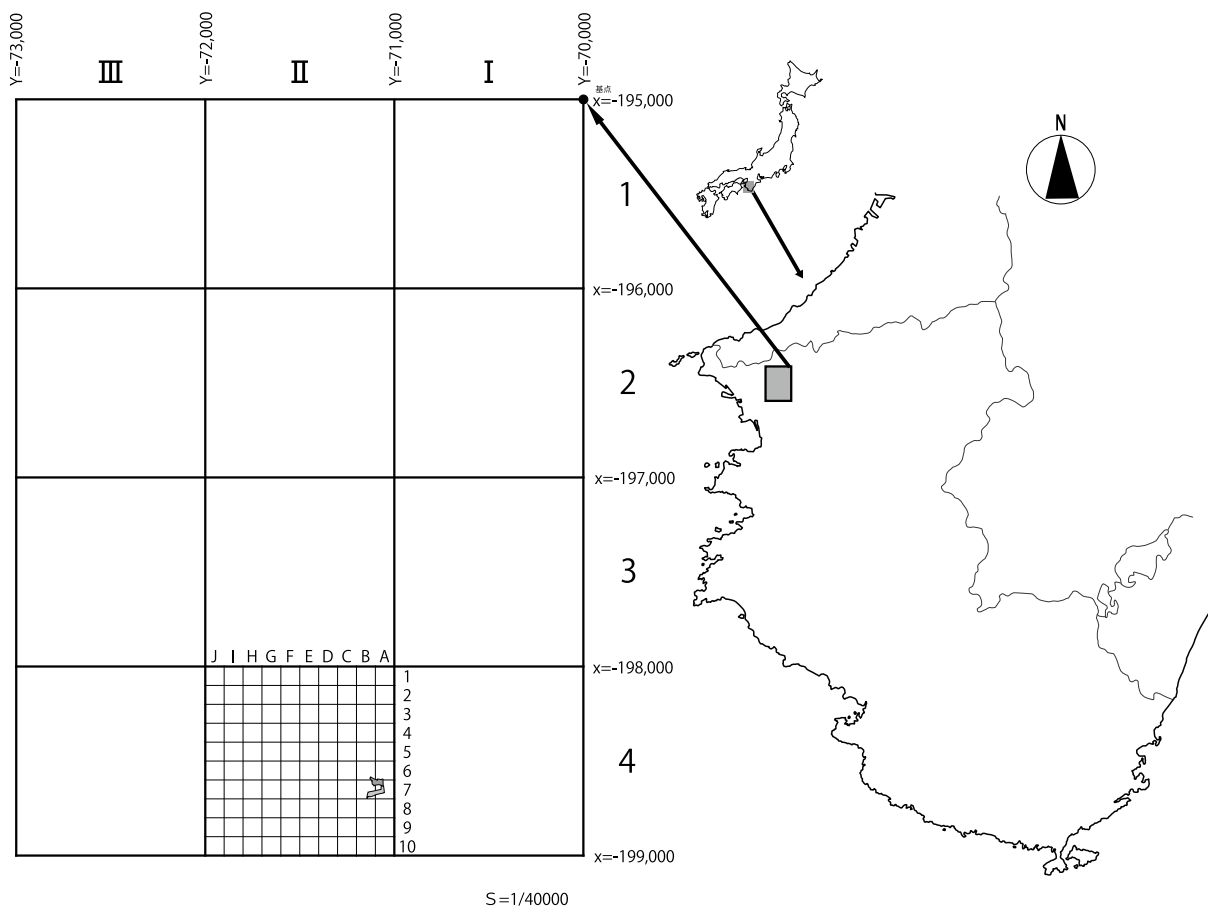 Y=-73,000
Y=-72,000
Y=-71,000
Y=-70,000
Ⅲ
Ⅱ
Ⅰ
基点
x=-195,000
N
1
x=-196,000
2
x=-197,000
3
J I H G F E D C B A
x=-198,000
1
2
3
4
5
6
7
8
9
10
4
x=-199,000
S=1/40000